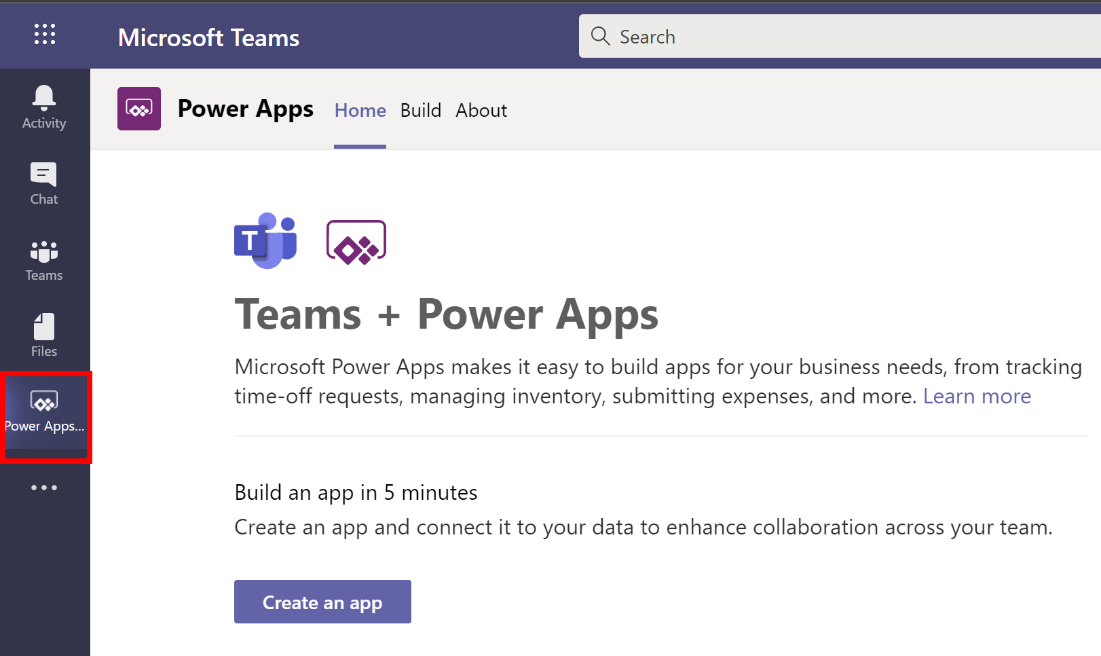 Microsoft Teams
Search
Activity
Chat
Teams
Files
Power Apps...
Power Apps Home Build About
T
Teams + Power Apps
Microsoft Power Apps makes it easy to build apps for your business needs, from tracking
time-off requests, managing inventory, submitting expenses, and more. Learn more
Build an app in 5 minutes
Create an app and connect it to your data to enhance collaboration across your team.
Create an app